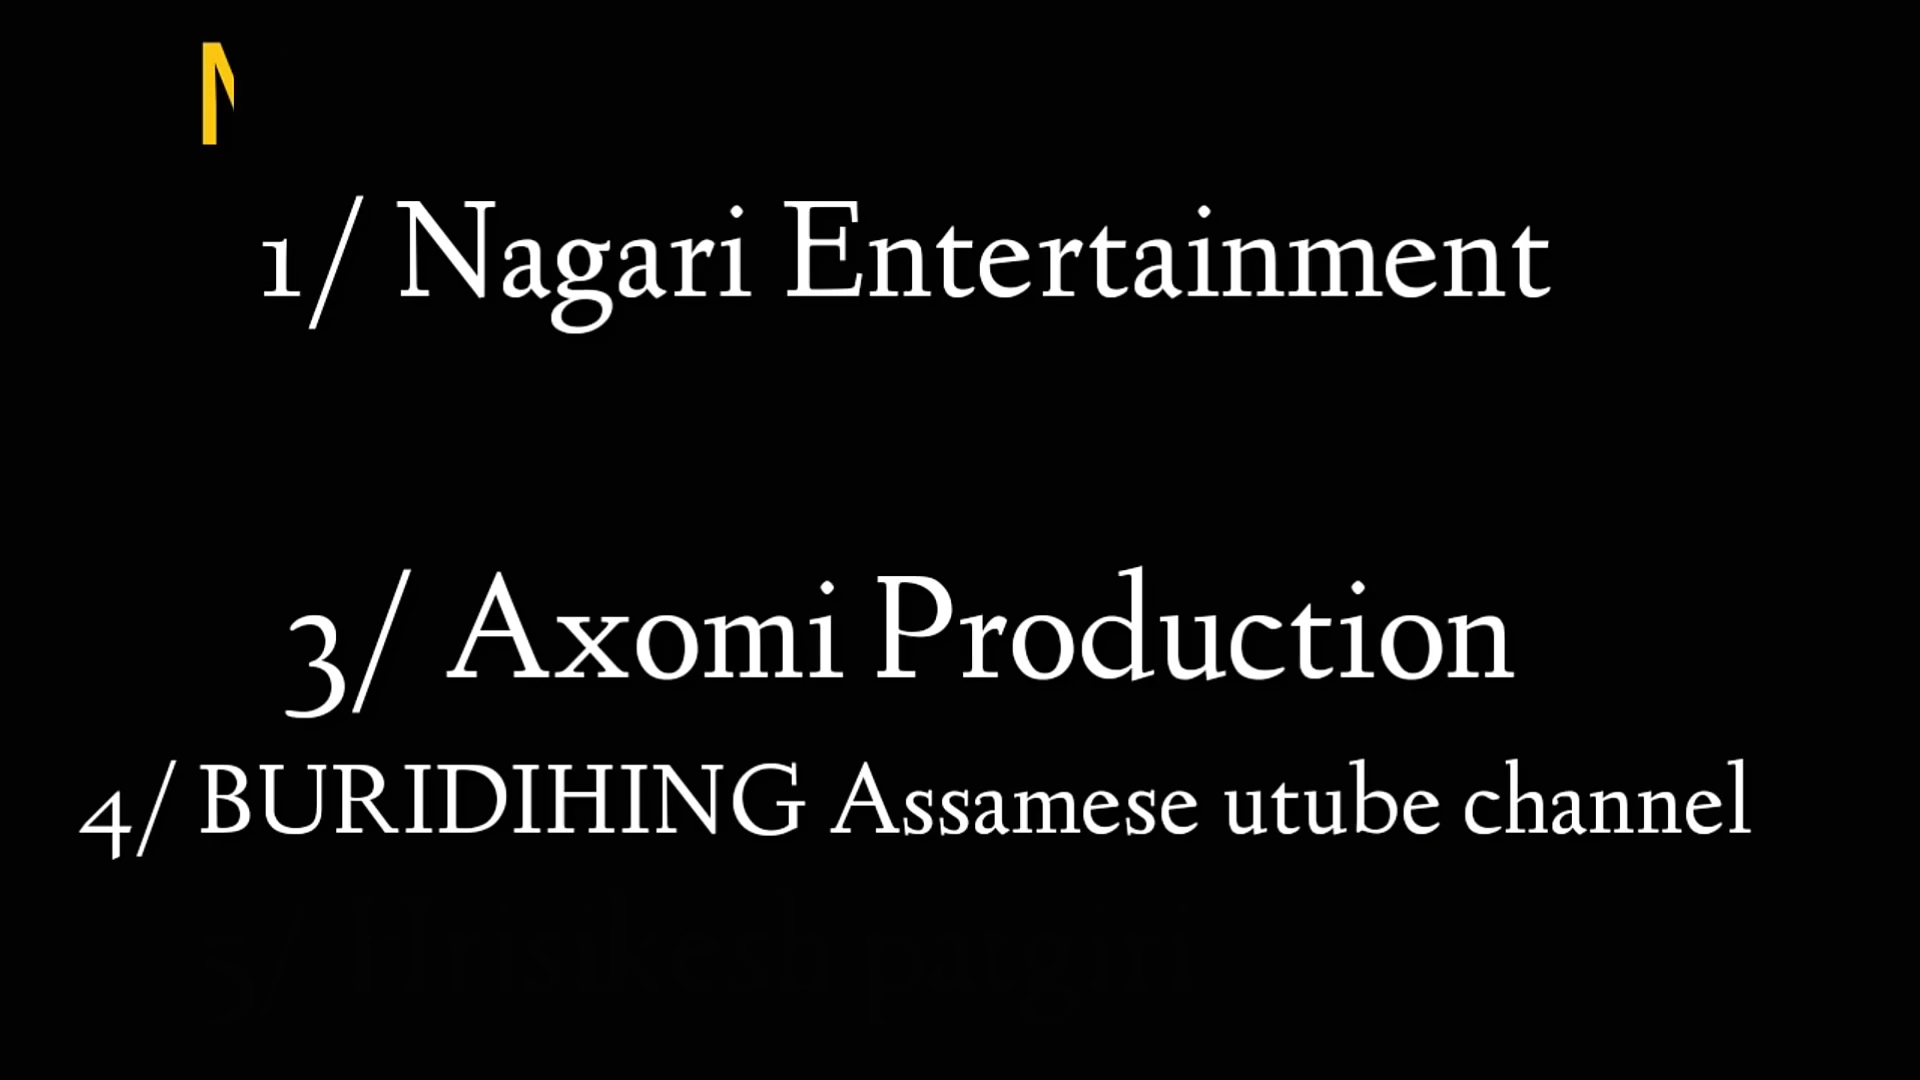 1/ Nagari Entertainment
3/ Axomi Production
4/ BURIDIHING Assamese utube channel